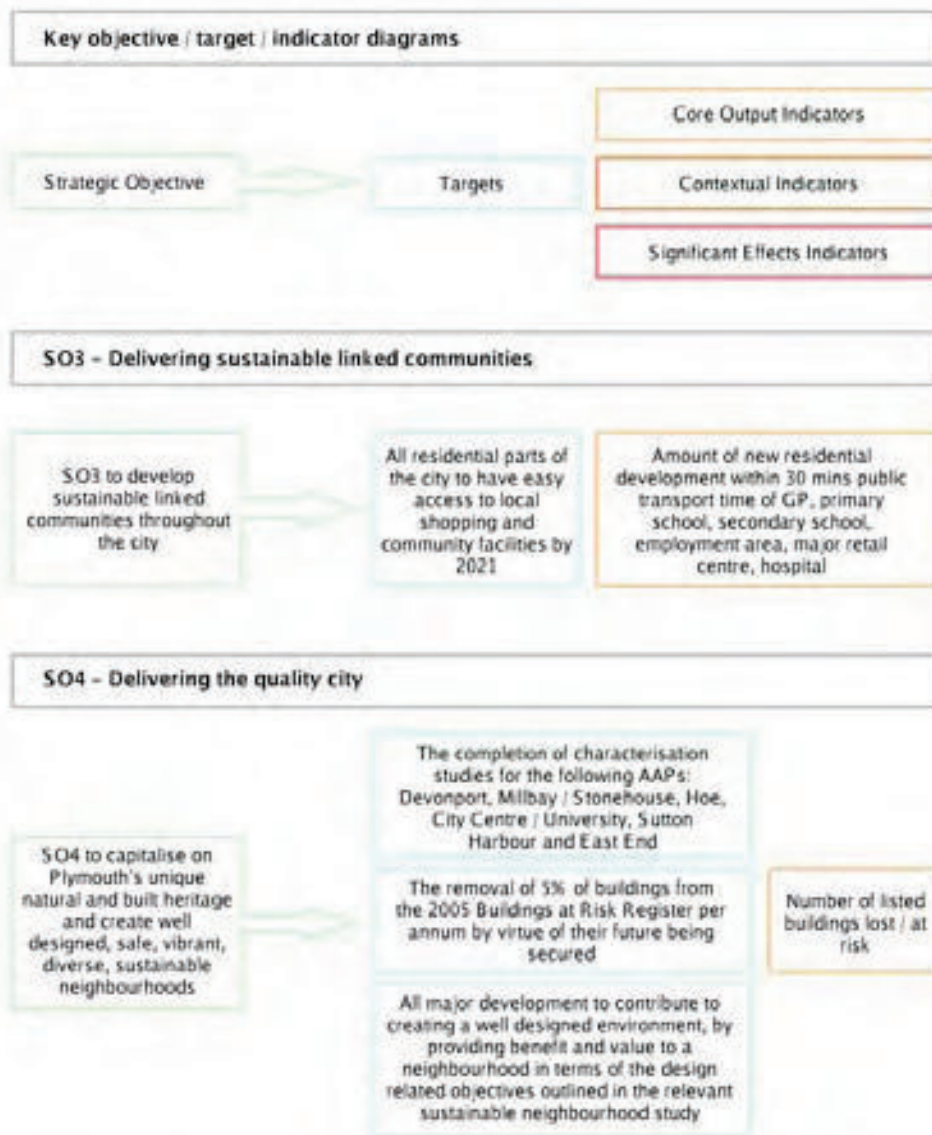 Key objective / target / indicator diagrams
Core Output Indicators
Strategic Objective
Targets
Contextual Indicators
Significant Effects Indicators
SO3 – Delivering sustainable linked communities
SO3 to develop
sustainable linked
communities throughout
the city
All residential parts of
the city to have easy
access to local
shopping and
community facilities by
2021
Amount of new residential
development within 30 mins public
transport time of GP, primary
school, secondary school,
employment area, major retail
centre, hospital
SO4 – Delivering the quality city
SO4 to capitalise on
Plymouth's unique
natural and built heritage
and create well
designed, safe, vibrant,
diverse, sustainable
neighbourhoods
The completion of characterisation
studies for the following AAPs:
Devonport, Millbay / Stonehouse, Hoe,
City Centre / University, Sutton
Harbour and East End
The removal of 5% of buildings from
the 2005 Buildings at Risk Register per
annum by virtue of their future being
secured
All major development to contribute to
creating a well designed environment, by
providing benefit and value to a
neighbourhood in terms of the design
related objectives outlined in the relevant
sustainable neighbourhood study
Number of listed
buildings lost / at
risk